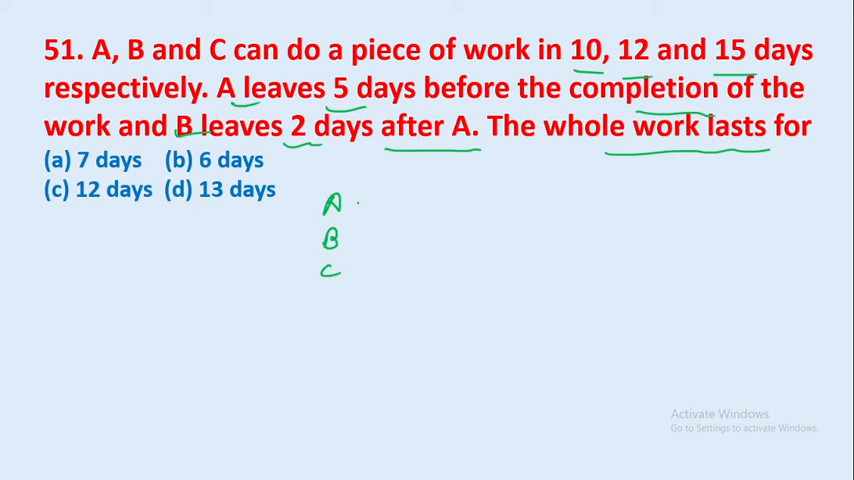 51. A, B and C can do a piece of work in 10, 12 and 15 days
respectively. A leaves 5 days before the completion of the
work and B leaves 2 days after A. The whole work lasts for
(a) 7 days (b) 6 days
(c) 12 days (d) 13 days
A
B
C
Activate Windows
Go to Settings to activate Windows.